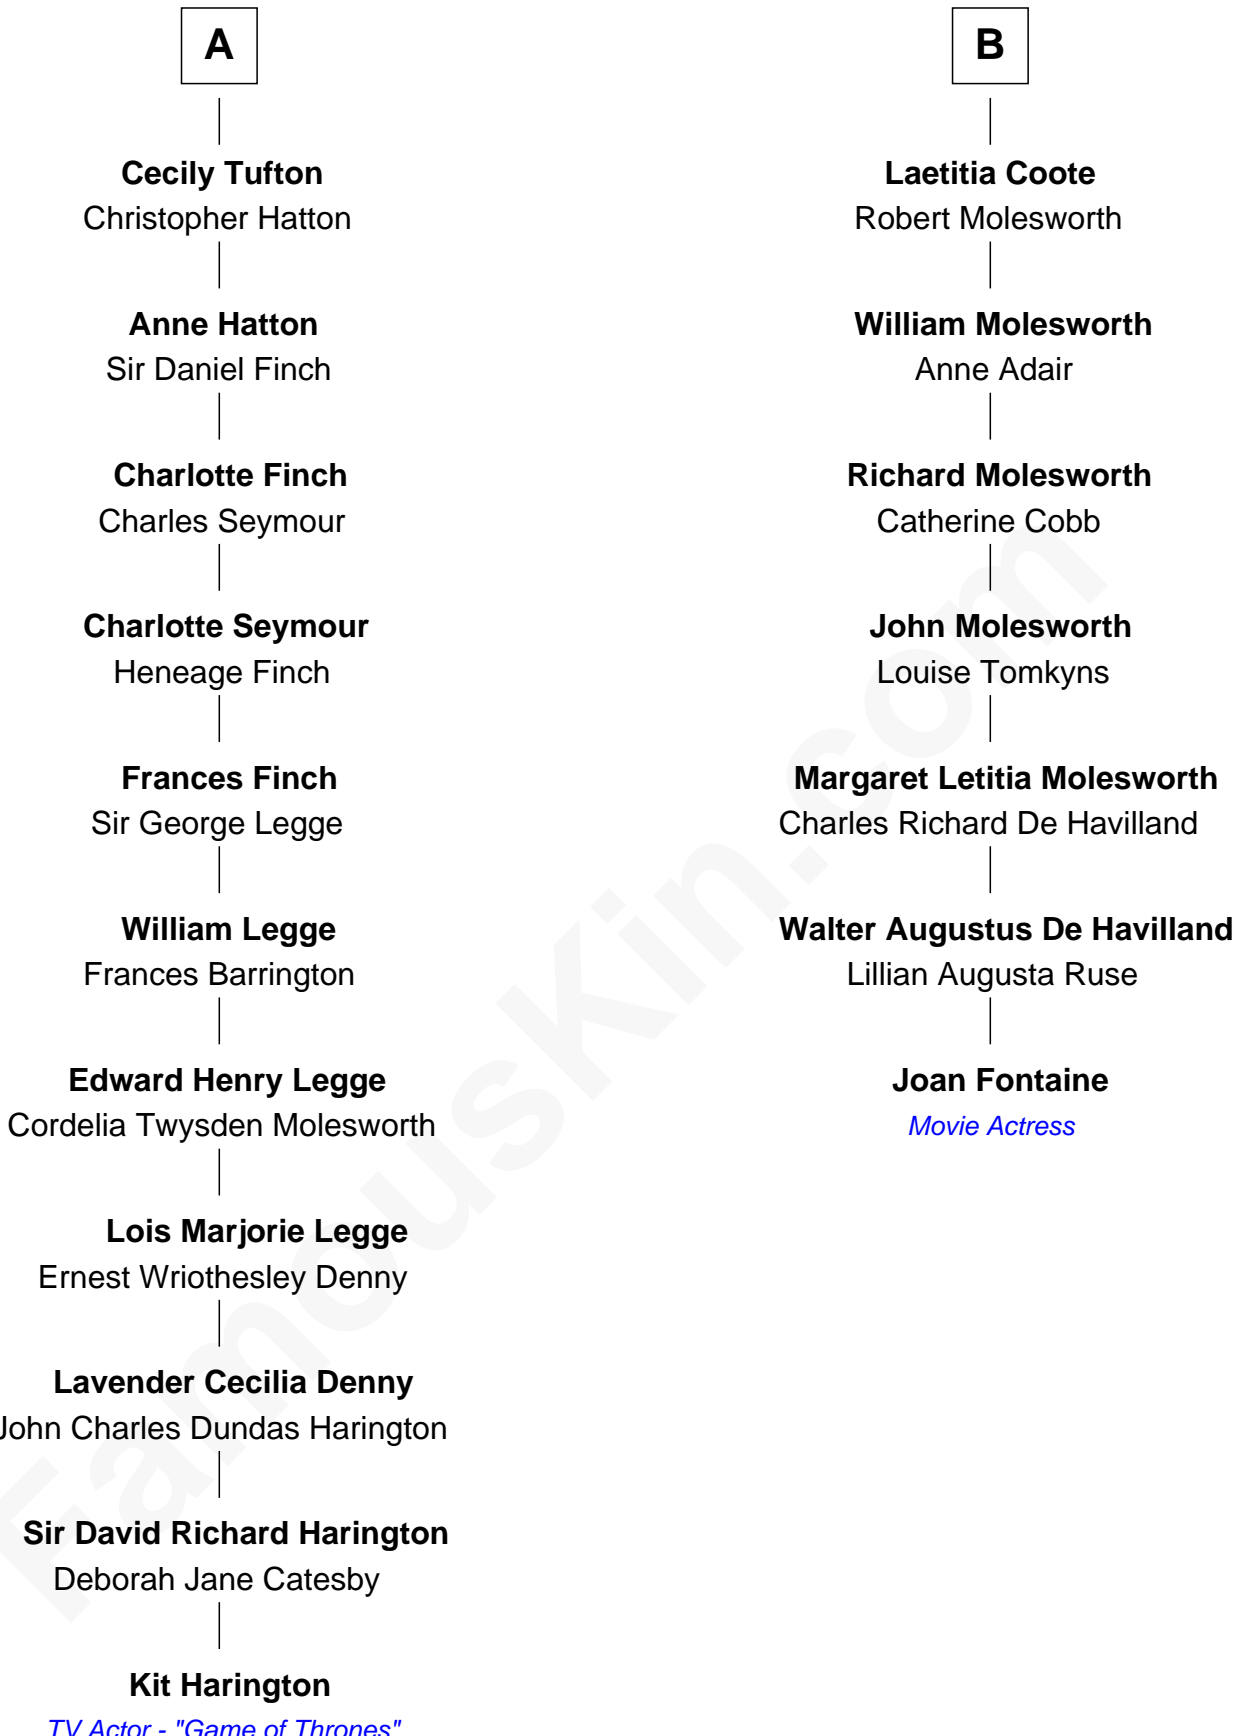 A
Cecily Tufton
Christopher Hatton
Anne Hatton
Sir Daniel Finch
Charlotte Finch
Charles Seymour
Charlotte Seymour
Heneage Finch
Frances Finch
Sir George Legge
William Legge
Frances Barrington
Edward Henry Legge
Cordelia Twysden Molesworth
Lois Marjorie Legge
Ernest Wriothesley Denny
Lavender Cecilia Denny
John Charles Dundas Harington
Sir David Richard Harington
Deborah Jane Catesby
Kit Harington
TV Actor - "Game of Thrones"
B
Laetitia Coote
Robert Molesworth
William Molesworth
Anne Adair
Richard Molesworth
Catherine Cobb
John Molesworth
Louise Tomkyns
Margaret Letitia Molesworth
Charles Richard De Havilland
Walter Augustus De Havilland
Lillian Augusta Ruse
Joan Fontaine
Movie Actress
FamousKin.com